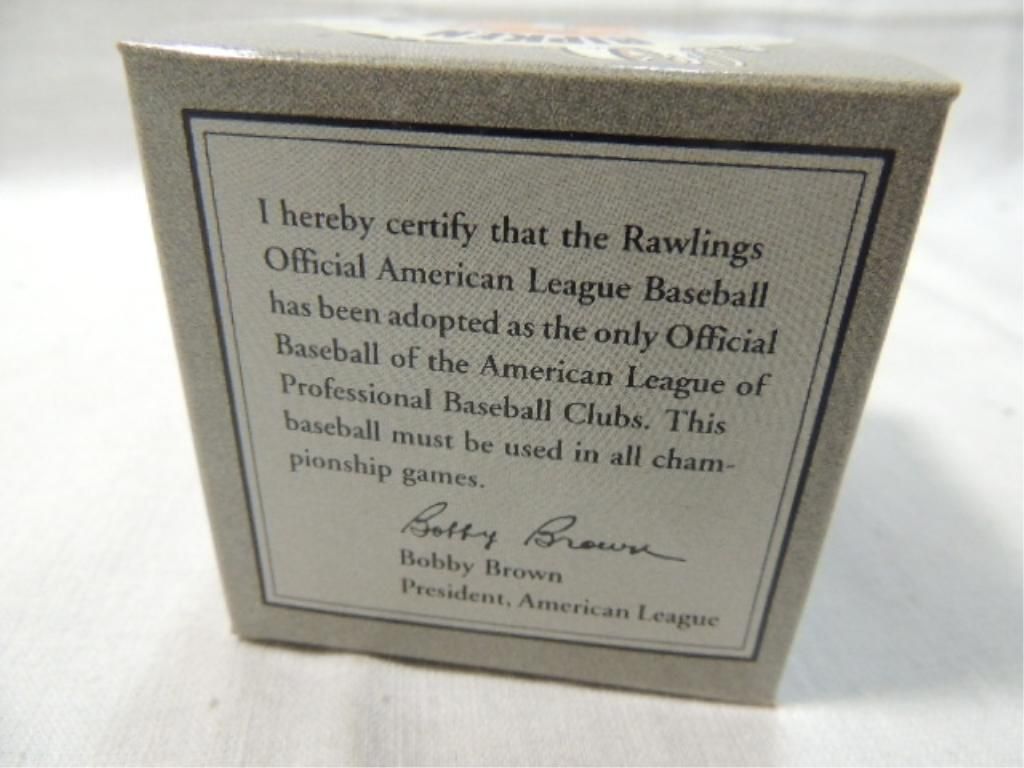 I hereby certify that the Rawlings
Official American League Baseball
has been adopted as the only Official
Baseball of the American League of
Professional Baseball Clubs. This
baseball must be used in all cham-
pionship games.
Bobby Brown
Bobby Brown
President, American League